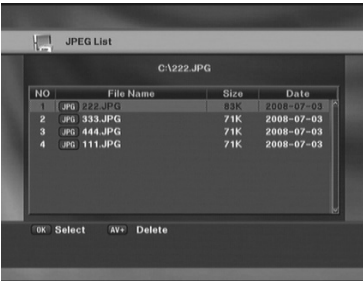 JPEG List
C:\222.JPG
NO File Name Size Date
1 JPG 222.JPG 83K 2008-07-03
2 JPG 333.JPG 71K 2008-07-03
3 JPG 444.JPG 71K 2008-07-03
4 JPG 111.JPG 71K 2008-07-03
OK Select AV+ Delete